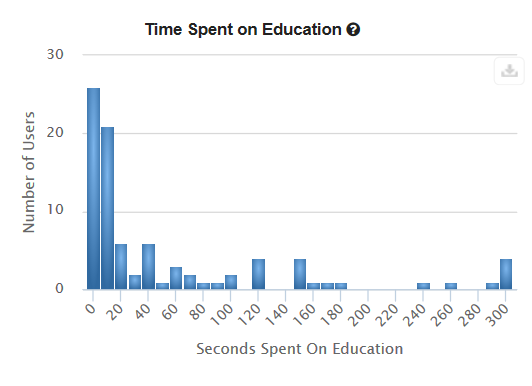 Time Spent on Education ?
30
20
10
0
Number of Users
0 20 40 60 80 100 120 140 160 180 200 220 240 260 280 300
Seconds Spent On Education